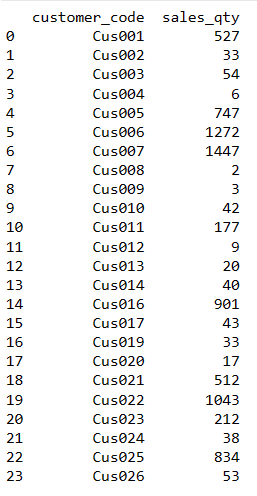 customer_code sales_qty
0 Cus001 527
1 Cus002 33
2 Cus003 54
3 Cus004 6
4 Cus005 747
5 Cus006 1272
6 Cus007 1447
7 Cus008 2
8 Cus009 3
9 Cus010 42
10 Cus011 177
11 Cus012 9
12 Cus013 20
13 Cus014 40
14 Cus016 901
15 Cus017 43
16 Cus019 33
17 Cus020 17
18 Cus021 512
19 Cus022 1043
20 Cus023 212
21 Cus024 38
22 Cus025 834
23 Cus026 53